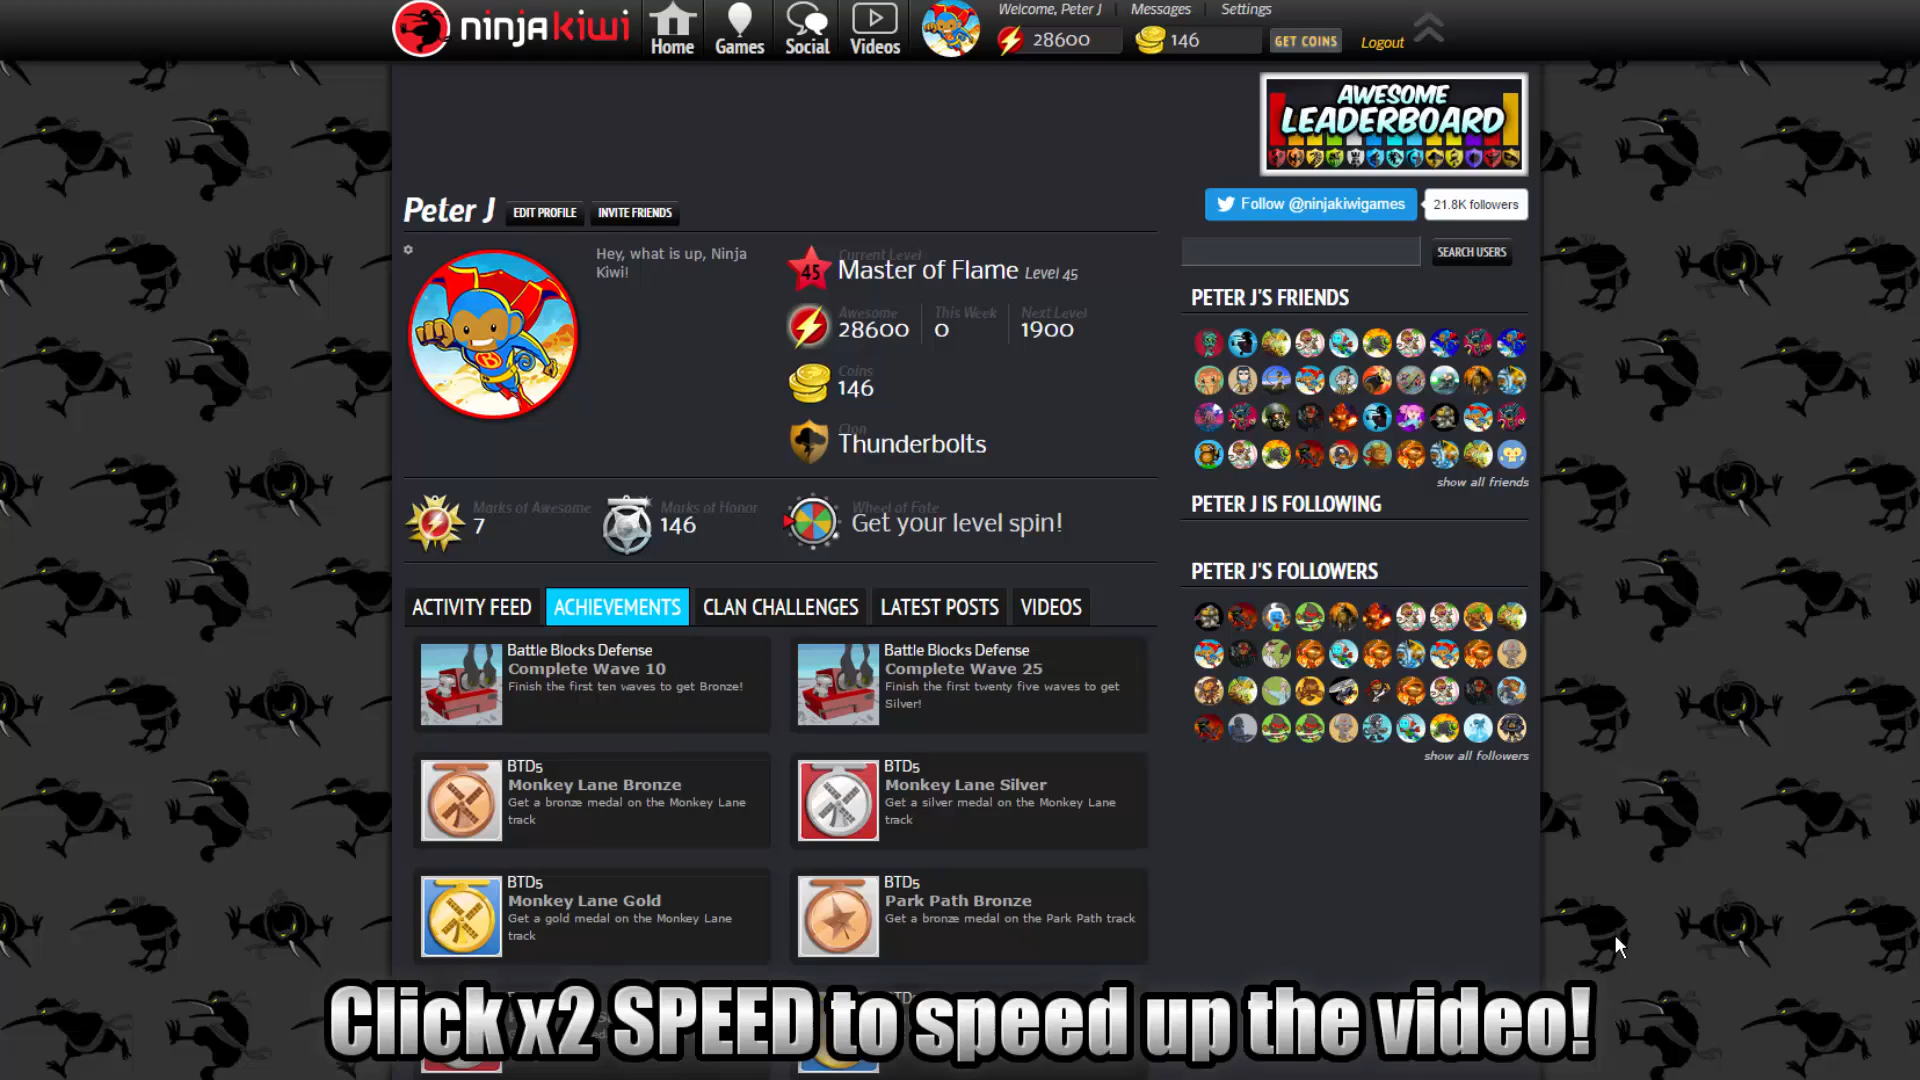 ninjakiwi
Home
Games
Social
Videos
Welcome, Peter J
Messages
Settings
28600
146
GET COINS
Logout
AWESOME
LEADERBOARD
Peter J
EDIT PROFILE
INVITE FRIENDS
Follow @ninjakiwigames
21.8K followers
SEARCH USERS
Hey, what is up, Ninja
Kiwi!
Current Level
45
Master of Flame Level 45
Awesome
28600
This Week
0
Next Level
1900
Coins
146
Clan
Thunderbolts
Marks of Awesome
7
Marks of Honor
146
Wheel of Fate
Get your level spin!
PETER J'S FRIENDS
show all friends
PETER J IS FOLLOWING
PETER J'S FOLLOWERS
show all followers
ACTIVITY FEED
ACHIEVEMENTS
CLAN CHALLENGES
LATEST POSTS
VIDEOS
Battle Blocks Defense
Complete Wave 10
Finish the first ten waves to get Bronze!
Battle Blocks Defense
Complete Wave 25
Finish the first twenty five waves to get
Silver!
BTD5
Monkey Lane Bronze
Get a bronze medal on the Monkey Lane
track
BTD5
Monkey Lane Silver
Get a silver medal on the Monkey Lane
track
BTD5
Monkey Lane Gold
Get a gold medal on the Monkey Lane
track
BTD5
Park Path Bronze
Get a bronze medal on the Park Path track
Click x2 SPEED to speed up the video!